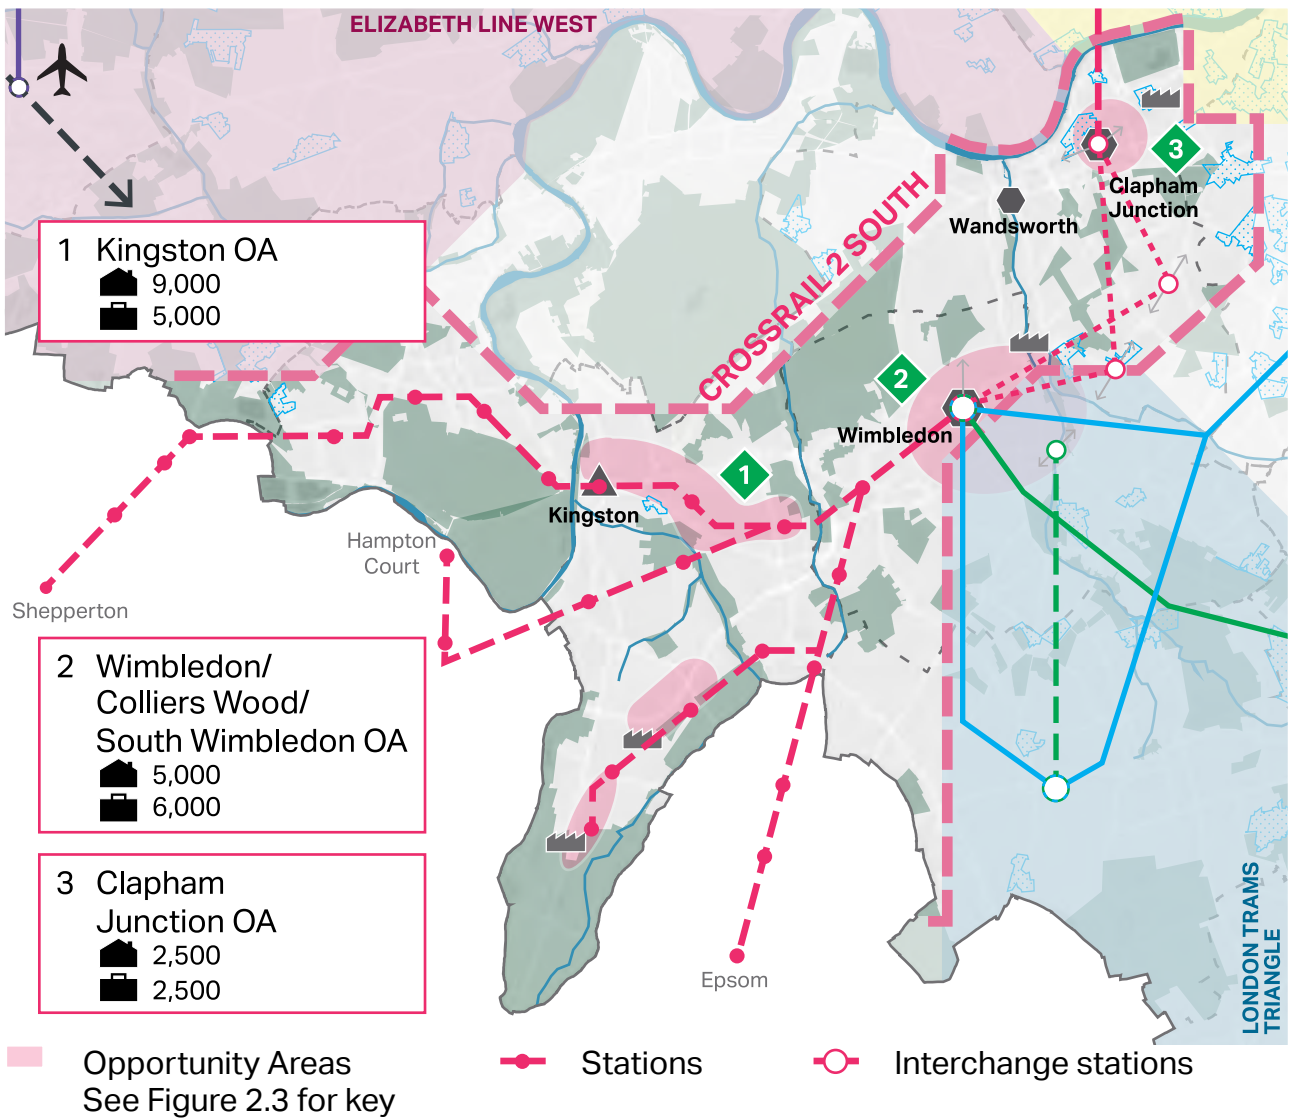 ELIZABETH LINE WEST
3
Clapham
Junction
Wandsworth
1 Kingston OA
9,000
5,000
CROSSRAIL 2 SOUTH
2
Wimbledon
1
Kingston
Hampton
Court
Shepperton
2 Wimbledon/
Colliers Wood/
South Wimbledon OA
5,000
6,000
3 Clapham
Junction OA
2,500
2,500
Epsom
LONDON TRAMS
TRIANGLE
Opportunity Areas
See Figure 2.3 for key
Stations
Interchange stations